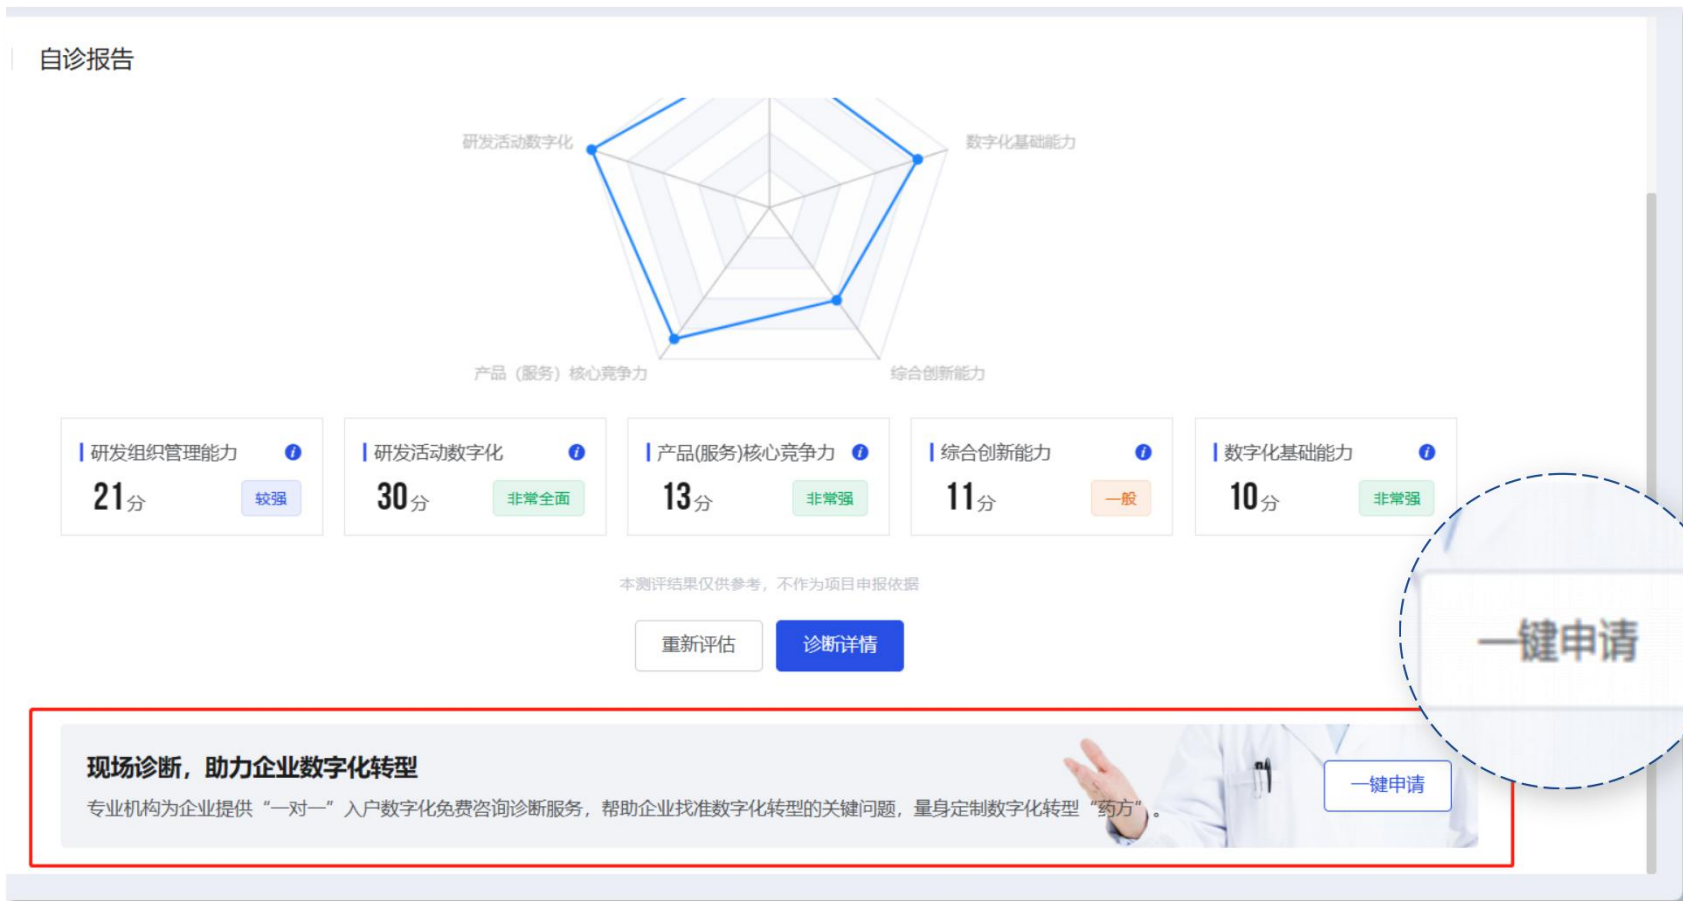 自诊报告
研发活动数字化
数字化基础能力
产品（服务）核心竞争力
综合创新能力
研发组织管理能力
21分
较强
研发活动数字化
30分
非常全面
产品(服务)核心竞争力
13分
非常强
综合创新能力
11分
一般
数字化基础能力
10分
非常强
本测评结果仅供参考，不作为项目申报依据
重新评估
诊断详情
一键申请
现场诊断，助力企业数字化转型
专业机构为企业提供“一对一”入户数字化免费咨询诊断服务，帮助企业找准数字化转型的关键问题，量身定制数字化转型“药方”。
一键申请